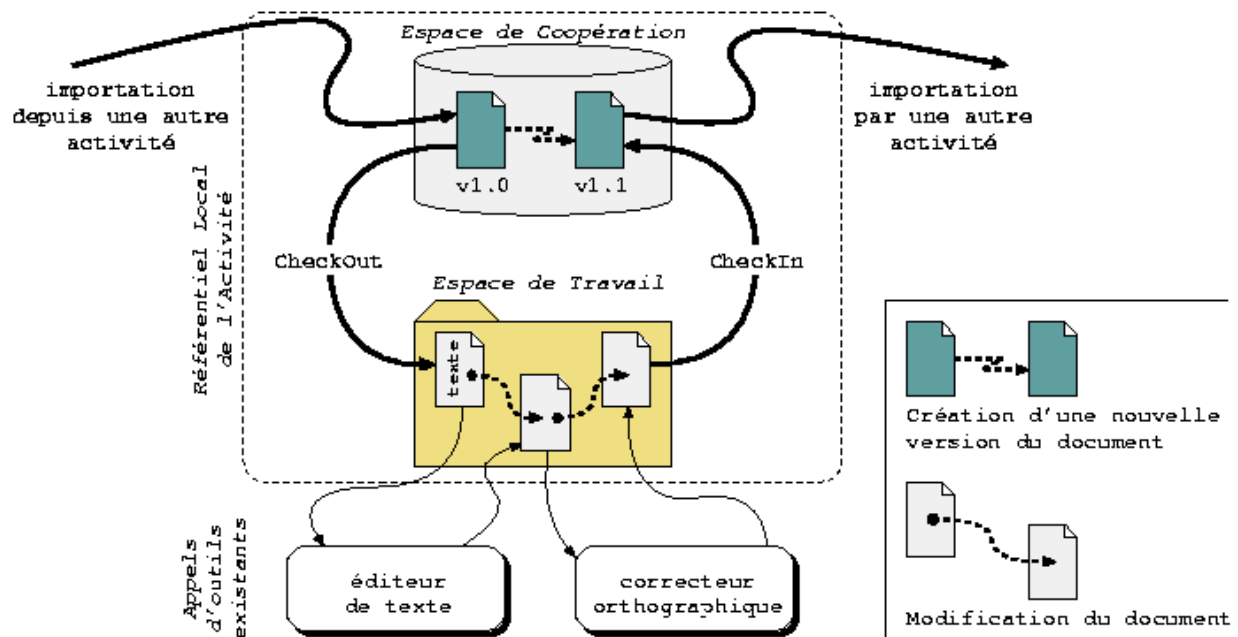 Espace de Coopération
importation
depuis une autre
activité
importation
par une autre
activité
v1.0
v1.1
Référentiel Local
de l'Activité
CheckOut
CheckIn
Espace de Travail
texte
Création d'une nouvelle
version du document
Modification du document
Appels
d'outils
existants
éditeur
de texte
correcteur
orthographique